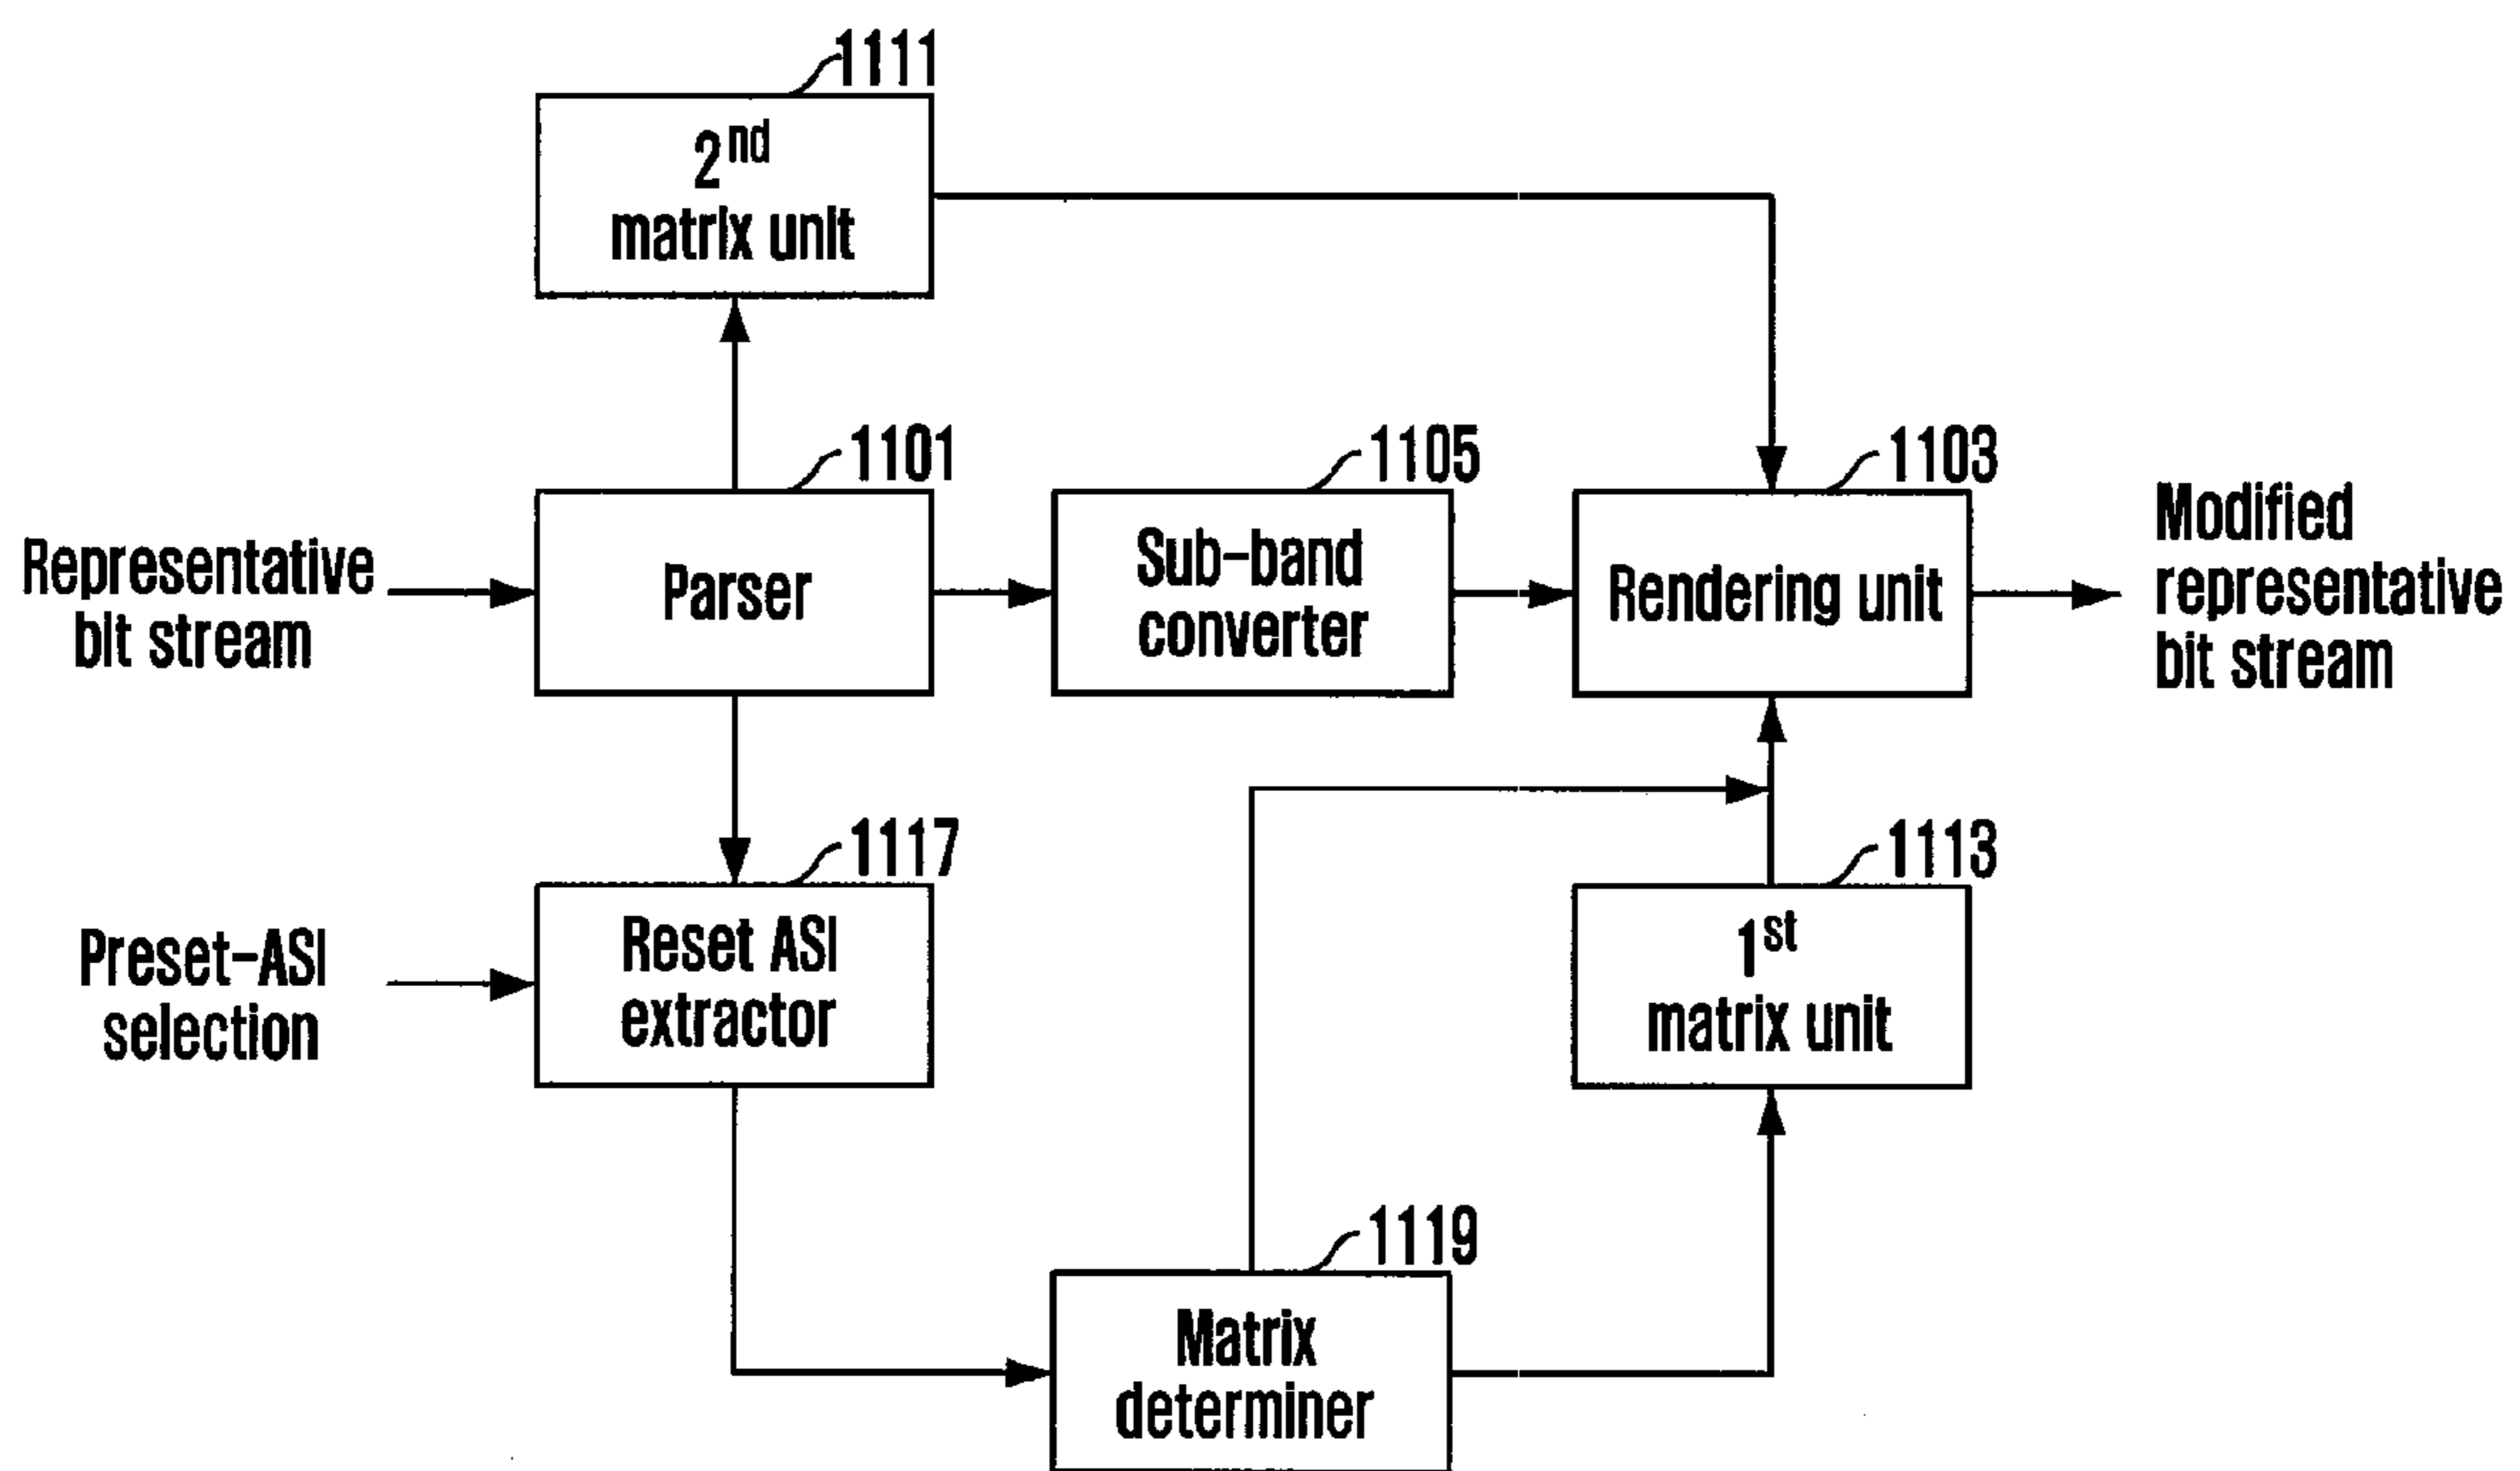 1111
2nd
matrix unit
1101
1105
1103
Representative
bit stream
Parser
Sub-band
converter
Rendering unit
Modified
representative
bit stream
1117
1113
Preset-ASI
selection
Reset ASI
extractor
1st
matrix unit
1119
Matrix
determiner